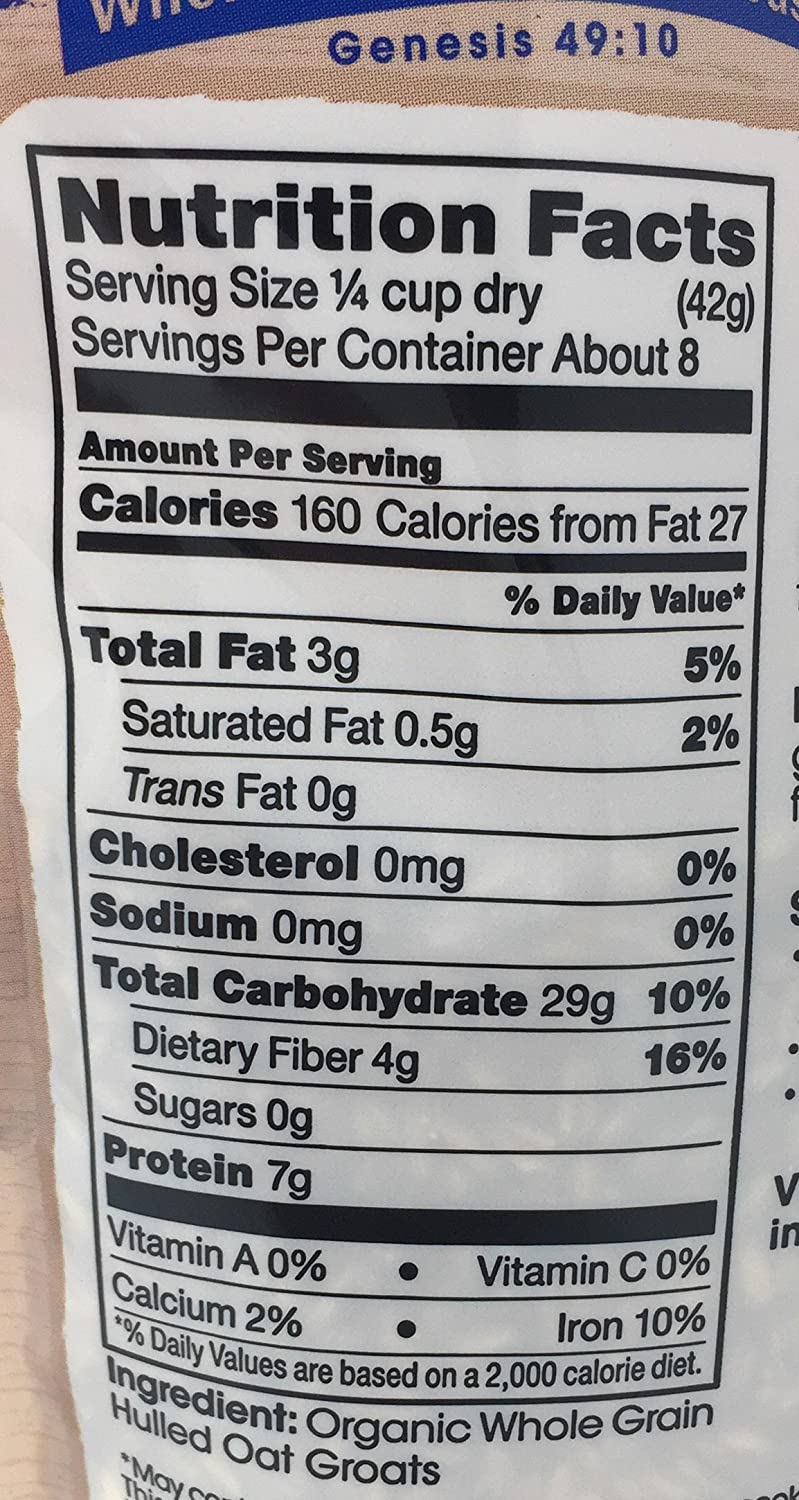 Genesis 49:10
Nutrition Facts
Serving Size ¼ cup dry (42g)
Servings Per Container About 8
Amount Per Serving
Calories 160 Calories from Fat 27
% Daily Value*
Total Fat 3g 5%
Saturated Fat 0.5g 2%
Trans Fat 0g
Cholesterol 0mg 0%
Sodium 0mg 0%
Total Carbohydrate 29g 10%
Dietary Fiber 4g 16%
Sugars 0g
Protein 7g
Vitamin A 0% • Vitamin C 0%
Calcium 2% • Iron 10%
*% Daily Values are based on a 2,000 calorie diet.
Ingredient: Organic Whole Grain
Hulled Oat Groats
*May